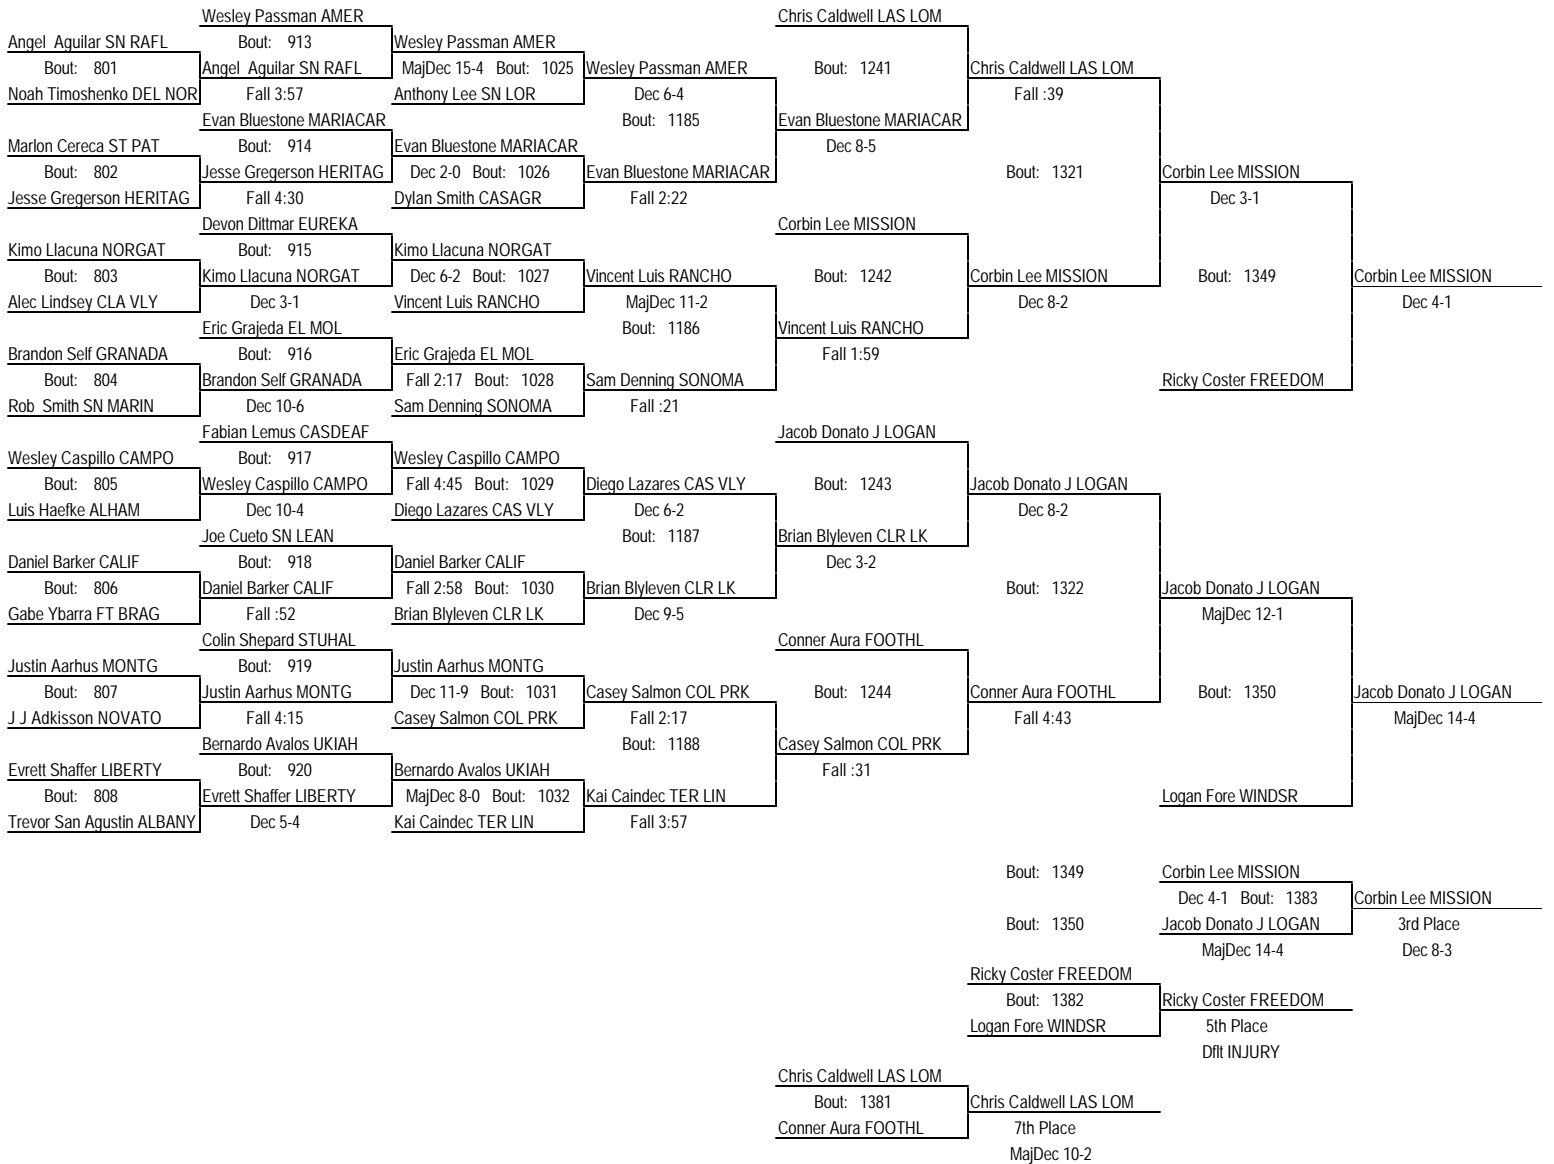 Wesley Passman AMER Chris Caldwell LAS LOM
Angel Aguilar SN RAFL Bout: 913 Wesley Passman AMER
Bout: 801 Angel Aguilar SN RAFL MajDec 15-4 Bout: 1025 Wesley Passman AMER Bout: 1241 Chris Caldwell LAS LOM
Noah Timoshenko DEL NOR Fall 3:57 Anthony Lee SN LOR Dec 6-4 Fall :39
Evan Bluestone MARIACAR Bout: 1185 Evan Bluestone MARIACAR
Marlon Cereca ST PAT Bout: 914 Evan Bluestone MARIACAR Dec 8-5
Bout: 802 Jesse Gregerson HERITAG Dec 2-0 Bout: 1026 Evan Bluestone MARIACAR Bout: 1321 Corbin Lee MISSION
Jesse Gregerson HERITAG Fall 4:30 Dylan Smith CASAGR Fall 2:22 Dec 3-1
Devon Dittmar EUREKA Corbin Lee MISSION
Kimo Llacuna NORGAT Bout: 915 Kimo Llacuna NORGAT
Bout: 803 Kimo Llacuna NORGAT Dec 6-2 Bout: 1027 Vincent Luis RANCHO Bout: 1242 Corbin Lee MISSION Bout: 1349 Corbin Lee MISSION
Alec Lindsey CLA VLY Dec 3-1 Vincent Luis RANCHO MajDec 11-2 Dec 8-2 Dec 4-1
Eric Grajeda EL MOL Bout: 1186 Vincent Luis RANCHO
Brandon Self GRANADA Bout: 916 Eric Grajeda EL MOL Fall 1:59
Bout: 804 Brandon Self GRANADA Fall 2:17 Bout: 1028 Sam Denning SONOMA Ricky Coster FREEDOM
Rob Smith SN MARIN Dec 10-6 Sam Denning SONOMA Fall :21
Fabian Lemus CASDEAF Jacob Donato J LOGAN
Wesley Caspillo CAMPO Bout: 917 Wesley Caspillo CAMPO
Bout: 805 Wesley Caspillo CAMPO Fall 4:45 Bout: 1029 Diego Lazares CAS VLY Bout: 1243 Jacob Donato J LOGAN
Luis Haefke ALHAM Dec 10-4 Diego Lazares CAS VLY Dec 6-2 Dec 8-2
Joe Cueto SN LEAN Bout: 1187 Brian Blyleven CLR LK
Daniel Barker CALIF Bout: 918 Daniel Barker CALIF Dec 3-2
Bout: 806 Daniel Barker CALIF Fall 2:58 Bout: 1030 Brian Blyleven CLR LK Bout: 1322 Jacob Donato J LOGAN
Gabe Ybarra FT BRAG Fall :52 Brian Blyleven CLR LK Dec 9-5 MajDec 12-1
Colin Shepard STUHAL Conner Aura FOOTHL
Justin Aarhus MONTG Bout: 919 Justin Aarhus MONTG
Bout: 807 Justin Aarhus MONTG Dec 11-9 Bout: 1031 Casey Salmon COL PRK Bout: 1244 Conner Aura FOOTHL Bout: 1350 Jacob Donato J LOGAN
J J Adkisson NOVATO Fall 4:15 Casey Salmon COL PRK Fall 2:17 Fall 4:43 MajDec 14-4
Bernardo Avalos UKIAH Bout: 1188 Casey Salmon COL PRK
Evrett Shaffer LIBERTY Bout: 920 Bernardo Avalos UKIAH Fall :31
Bout: 808 Evrett Shaffer LIBERTY MajDec 8-0 Bout: 1032 Kai Caindec TER LIN Logan Fore WINDSR
Trevor San Agustin ALBANY Dec 5-4 Kai Caindec TER LIN Fall 3:57
Bout: 1349 Corbin Lee MISSION
Dec 4-1 Bout: 1383 Corbin Lee MISSION
Bout: 1350 Jacob Donato J LOGAN 3rd Place
MajDec 14-4 Dec 8-3
Ricky Coster FREEDOM
Bout: 1382 Ricky Coster FREEDOM
Logan Fore WINDSR 5th Place
Dflt INJURY
Chris Caldwell LAS LOM
Bout: 1381 Chris Caldwell LAS LOM
Conner Aura FOOTHL 7th Place
MajDec 10-2